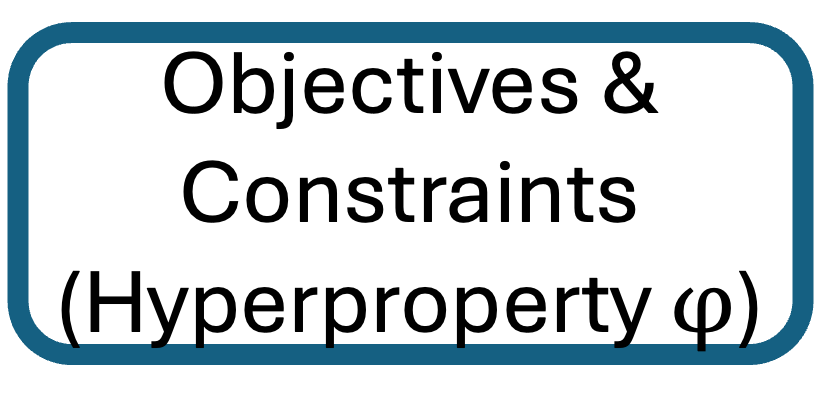 Objectives &
Constraints
(Hyperproperty φ)